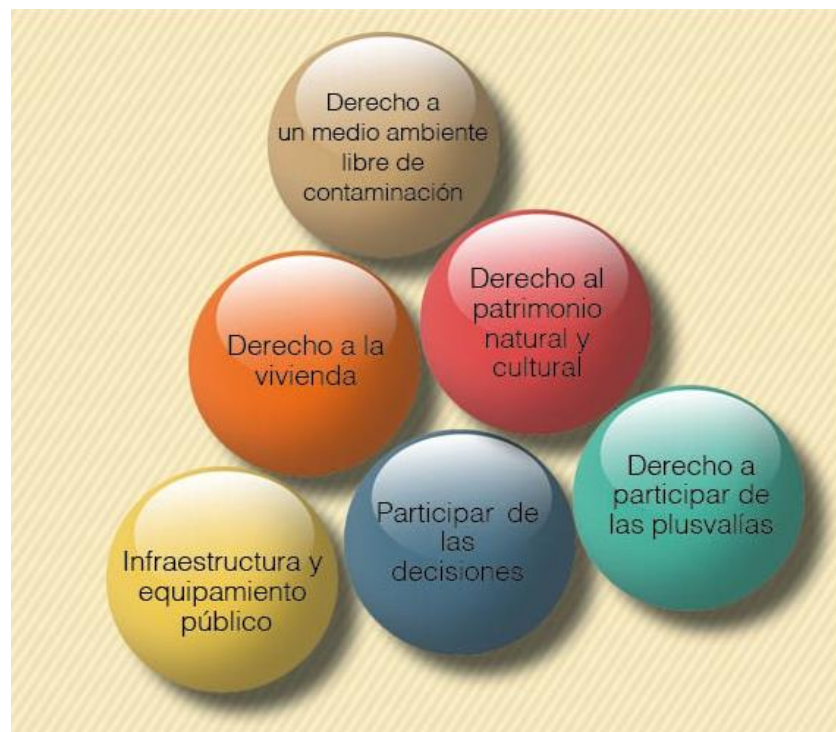 Derecho a
un medio ambiente
libre de
contaminación
Derecho al
patrimonio
natural y
cultural
Derecho a la
vivienda
Derecho a
participar de
las plusvalías
Participar de
las
decisiones
Infraestructura y
equipamiento
público